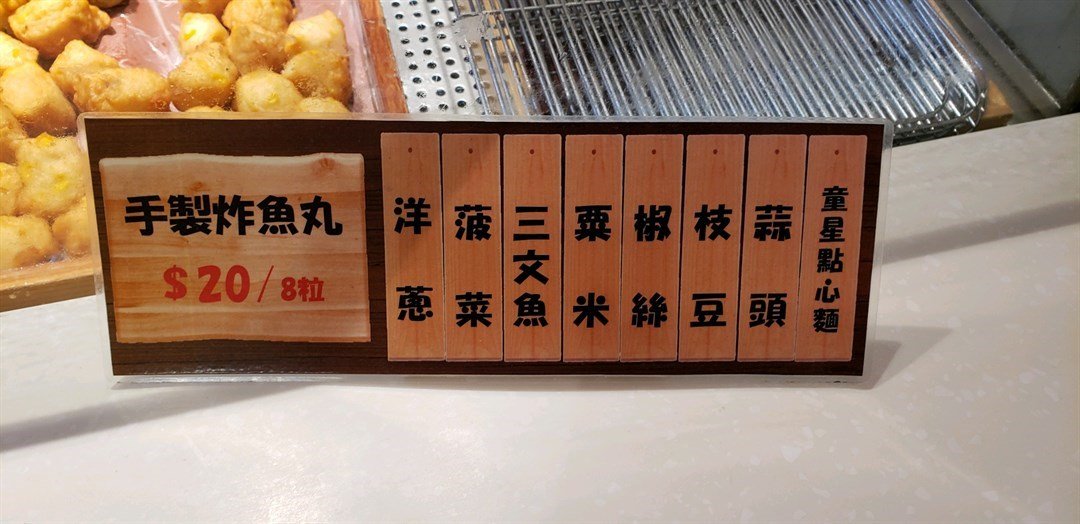 手製炸魚丸
$20/8粒
洋蔥
菠菜
三文魚
粟米
椒絲
枝豆
蒜頭
童星點心麵